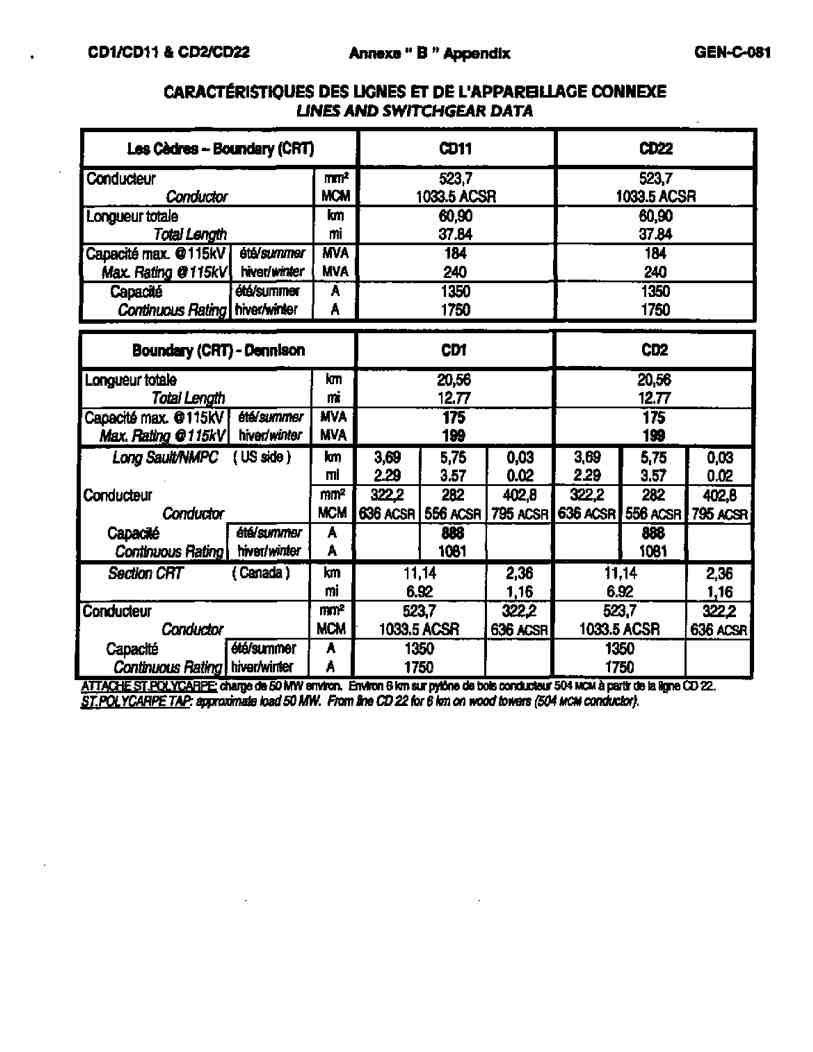 CD1/CD11 & CD2/CD22 Annexe " B " Appendix GEN-C-081
CARACTÉRISTIQUES DES LIGNES ET DE L'APPAREILLAGE CONNEXE
LINES AND SWITCHGEAR DATA
Les Cèdres – Boundary (CRT) CD11 CD22
Conducteur mm² 523,7 523,7
Conductor MCM 1033.5 ACSR 1033.5 ACSR
Longueur totale km 60,90 60,90
Total Length mi 37.84 37.84
Capacité max. @115kV été/summer MVA 184 184
Max. Rating @115kV hiver/winter MVA 240 240
Capacité été/summer A 1350 1350
Continuous Rating hiver/winter A 1750 1750
Boundary (CRT) - Dennison CD1 CD2
Longueur totale km 20,56 20,56
Total Length mi 12.77 12.77
Capacité max. @115kV été/summer MVA 175 175
Max. Rating @115kV hiver/winter MVA 199 199
Long Sault/NMPC ( US side ) km 3,69 5,75 0,03 3,69 5,75 0,03
mi 2.29 3.57 0.02 2.29 3.57 0.02
Conducteur mm² 322,2 282 402,8 322,2 282 402,8
Conductor MCM 636 ACSR 556 ACSR 795 ACSR 636 ACSR 556 ACSR 795 ACSR
Capacité été/summer A 888 888
Continuous Rating hiver/winter A 1081 1081
Section CRT ( Canada ) km 11,14 2,36 11,14 2,36
mi 6.92 1,16 6.92 1,16
Conducteur mm² 523,7 322,2 523,7 322,2
Conductor MCM 1033.5 ACSR 636 ACSR 1033.5 ACSR 636 ACSR
Capacité été/summer A 1350 1350
Continuous Rating hiver/winter A 1750 1750
ATTACHE ST.POLYCARPE: charge de 50 MW environ. Environ 6 km sur pylône de bois conducteur 504 MCM à partir de la ligne CD 22.
ST.POLYCARPE TAP: approximate load 50 MW. From line CD 22 for 6 km on wood towers (504 MCM conductor).